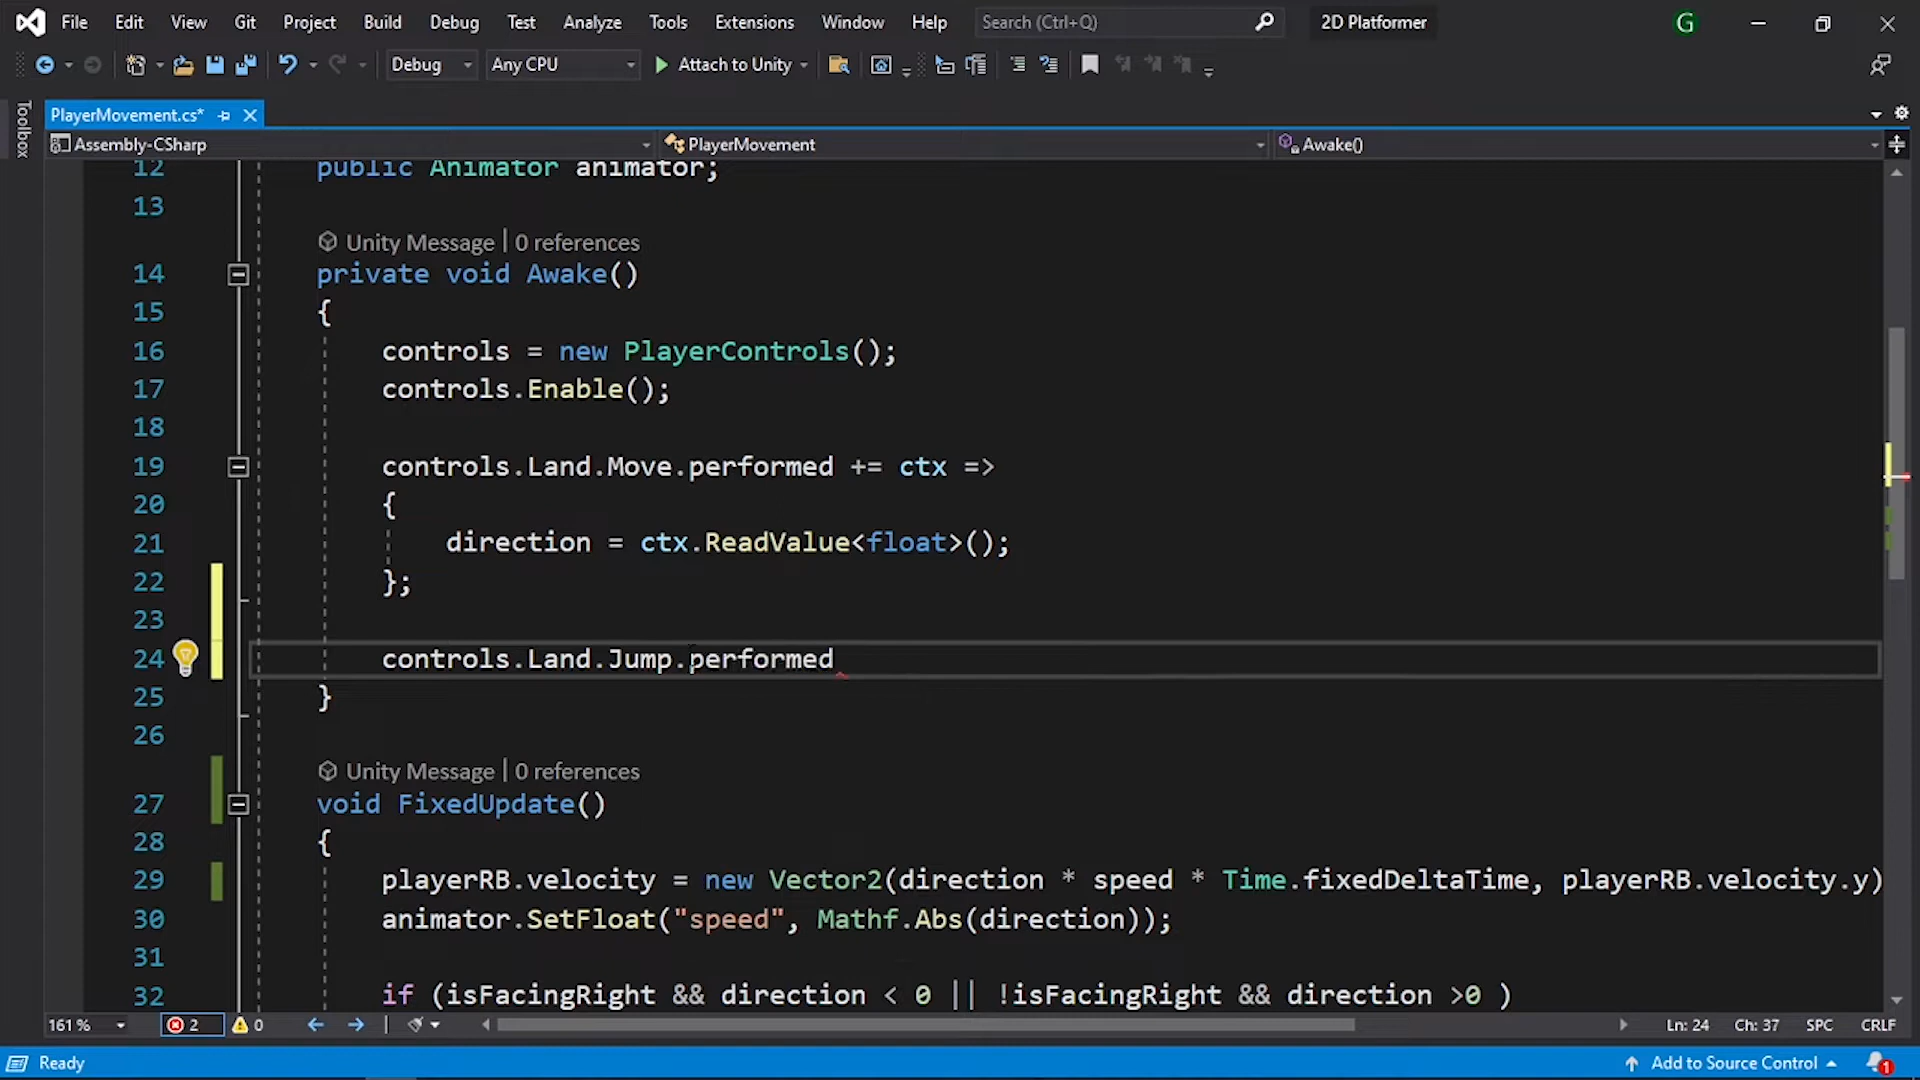 File Edit View Git Project Build Debug Test Analyze Tools Extensions Window Help Search (Ctrl+Q) 2D Platformer G
Debug Any CPU Attach to Unity
Toolbox
PlayerMovement.cs*
Assembly-CSharp PlayerMovement Awake()
12 public Animator animator;
13
Unity Message | 0 references
14 private void Awake()
15 {
16 controls = new PlayerControls();
17 controls.Enable();
18
19 controls.Land.Move.performed += ctx =>
20 {
21 direction = ctx.ReadValue<float>();
22 };
23
24 controls.Land.Jump.performed
25 }
26
Unity Message | 0 references
27 void FixedUpdate()
28 {
29 playerRB.velocity = new Vector2(direction * speed * Time.fixedDeltaTime, playerRB.velocity.y)
30 animator.SetFloat("speed", Mathf.Abs(direction));
31
32 if (isFacingRight && direction < 0 || !isFacingRight && direction >0 )
161 % 2 0 Ln: 24 Ch: 37 SPC CRLF
Ready Add to Source Control 1